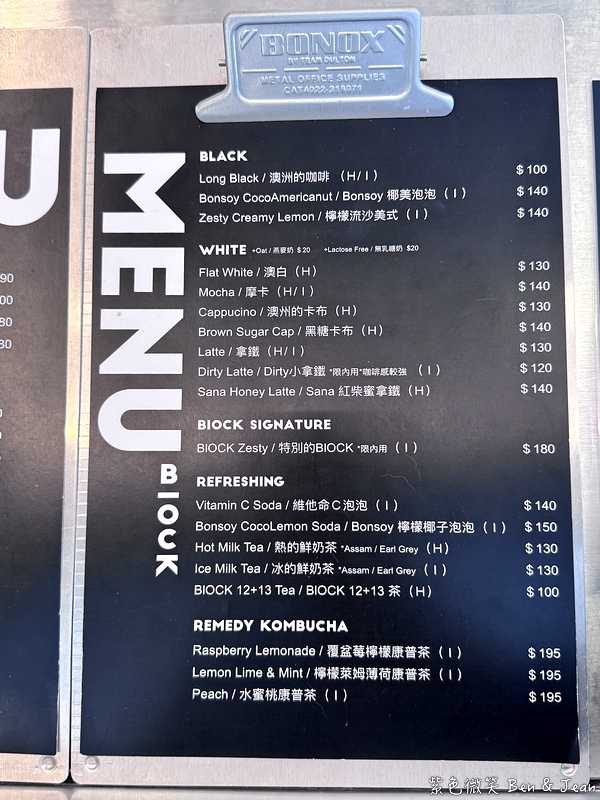 BONOX
BY TRAM DULTON
METAL OFFICE SUPPLIES
MENU
BIOCK
BLACK
Long Black / 澳洲的咖啡 （H / I ） $ 100
Bonsoy CocoAmericanut / Bonsoy 椰美泡泡 （ I ） $ 140
Zesty Creamy Lemon / 檸檬流沙美式（ I ） $ 140
WHITE +Oat / 燕麥奶 $ 20 +Lactose Free / 無乳糖奶 $20
Flat White / 澳白（ H ） $ 130
Mocha / 摩卡 （ H / I ） $ 140
Cappucino / 澳洲的卡布（ H ） $ 130
Brown Sugar Cap / 黑糖卡布（ H ） $ 140
Latte / 拿鐵（ H / I ） $ 130
Dirty Latte / Dirty小拿鐵 *限內用*咖啡感較強 （ I ） $ 120
Sana Honey Latte / Sana 紅柴蜜拿鐵（ H ） $ 140
BIOCK SIGNATURE
BIOCK Zesty / 特別的BIOCK *限內用 （ I ） $ 180
REFRESHING
Vitamin C Soda / 維他命C泡泡（ I ） $ 140
Bonsoy CocoLemon Soda / Bonsoy 檸檬椰子泡泡（ I ） $ 150
Hot Milk Tea / 熱的鮮奶茶 *Assam / Earl Grey （ H ） $ 130
Ice Milk Tea / 冰的鮮奶茶 *Assam / Earl Grey （ I ） $ 130
BIOCK 12+13 Tea / BIOCK 12+13 茶（ H ） $ 100
REMEDY KOMBUCHA
Raspberry Lemonade / 覆盆莓檸檬康普茶（ I ） $ 195
Lemon Lime & Mint / 檸檬萊姆薄荷康普茶（ I ） $ 195
Peach / 水蜜桃康普茶（ I ） $ 195
紫色微笑 Ben & Jean